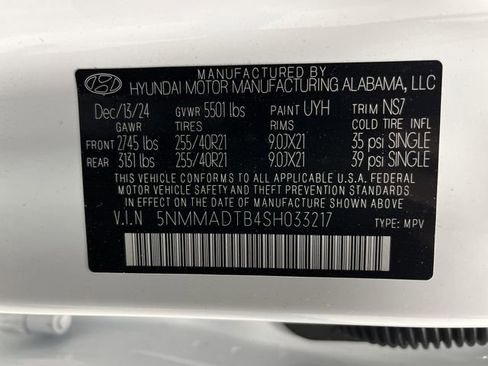 MANUFACTURED BY
HYUNDAI MOTOR MANUFACTURING ALABAMA, LLC
Dec/13/24 GVWR 5501 lbs PAINT UYH TRIM NS7
GAWR TIRES RIMS COLD TIRE INFL
FRONT 2745 lbs 255/40R21 9.0JX21 35 psi SINGLE
REAR 3131 lbs 255/40R21 9.0JX21 39 psi SINGLE
THIS VEHICLE CONFORMS TO ALL APPLICABLE U.S.A. FEDERAL
MOTOR VEHICLE SAFETY AND THEFT PREVENTION STANDARDS
IN EFFECT ON THE DATE OF MANUFACTURE SHOWN ABOVE.
V.I.N 5NMMADTB4SH033217 TYPE: MPV